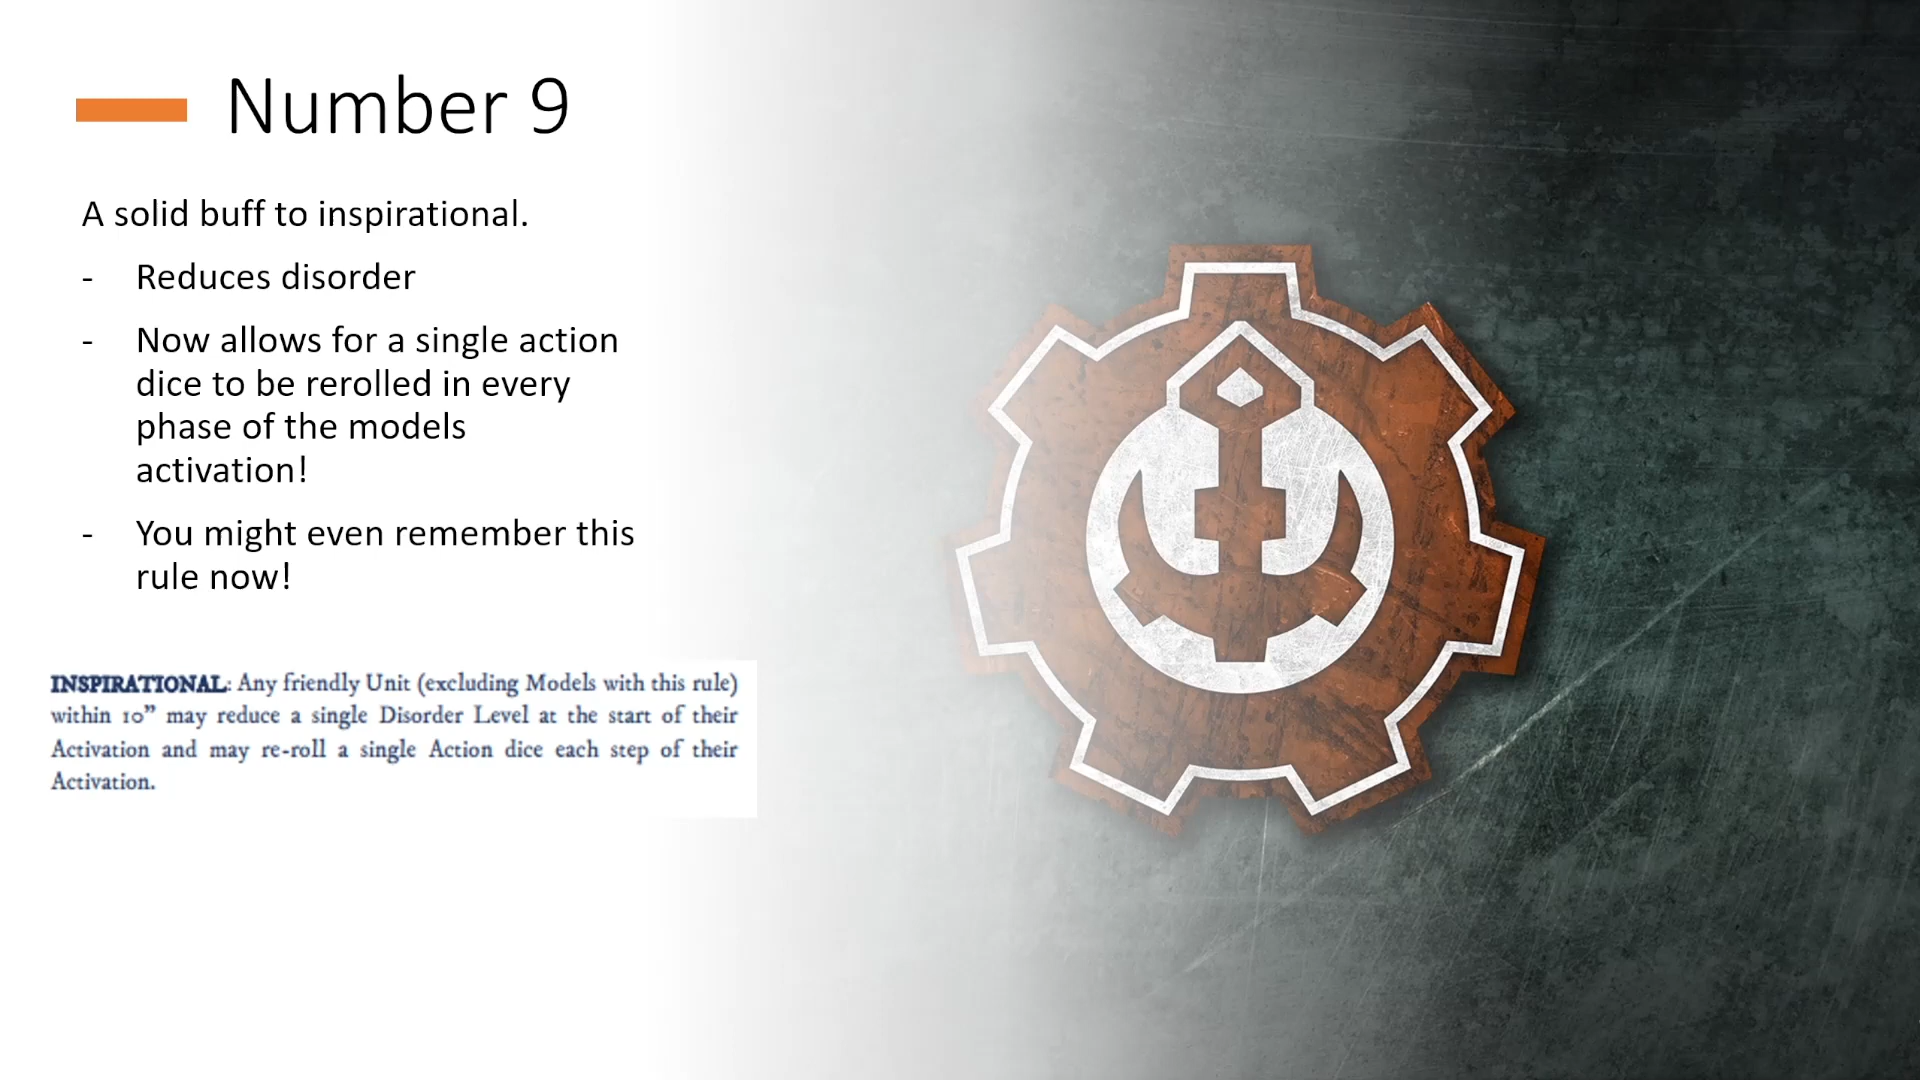 Number 9
A solid buff to inspirational.
- Reduces disorder
- Now allows for a single action
dice to be rerolled in every
phase of the models
activation!
- You might even remember this
rule now!
INSPIRATIONAL: Any friendly Unit (excluding Models with this rule)
within 10” may reduce a single Disorder Level at the start of their
Activation and may re-roll a single Action dice each step of their
Activation.